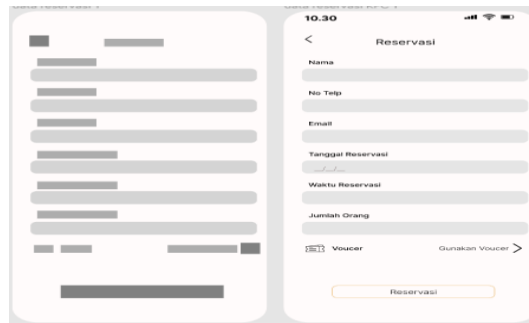 10.30
Reservasi
Nama
No Telp
Email
Tanggal Reservasi
__/__/__
Waktu Reservasi
Jumlah Orang
Voucer
Gunakan Voucer >
Reservasi